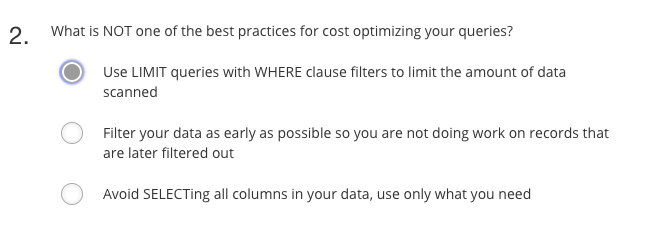 2. What is NOT one of the best practices for cost optimizing your queries?
Use LIMIT queries with WHERE clause filters to limit the amount of data
scanned
Filter your data as early as possible so you are not doing work on records that
are later filtered out
Avoid SELECTing all columns in your data, use only what you need